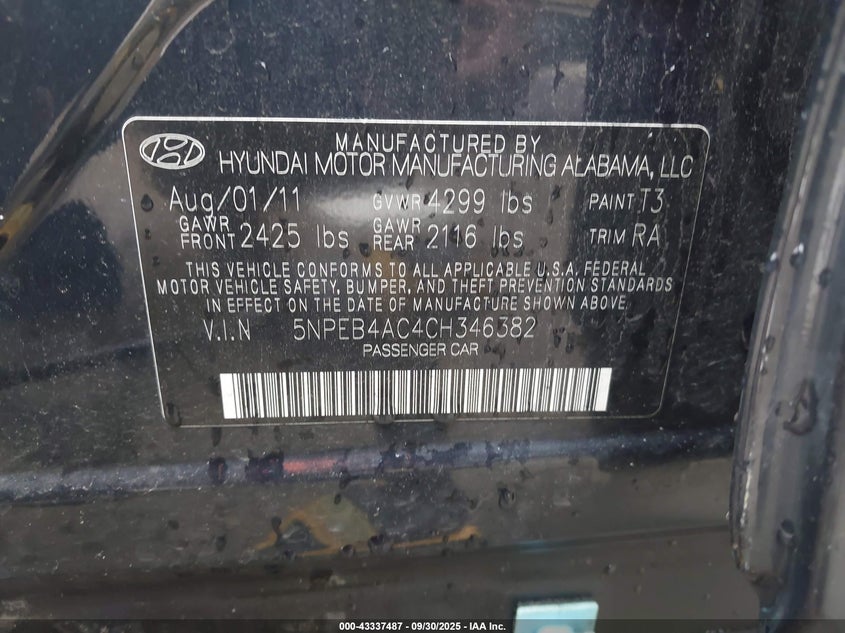 MANUFACTURED BY
HYUNDAI MOTOR MANUFACTURING ALABAMA, LLC
Aug/01/11 GVWR 4299 lbs PAINT T3
GAWR FRONT 2425 lbs GAWR REAR 2116 lbs TRIM RA
THIS VEHICLE CONFORMS TO ALL APPLICABLE U.S.A. FEDERAL
MOTOR VEHICLE SAFETY, BUMPER, AND THEFT PREVENTION STANDARDS
IN EFFECT ON THE DATE OF MANUFACTURE SHOWN ABOVE.
V.I.N 5NPEB4AC4CH346382
PASSENGER CAR
000-43337487 - 09/30/2025 - IAA Inc.